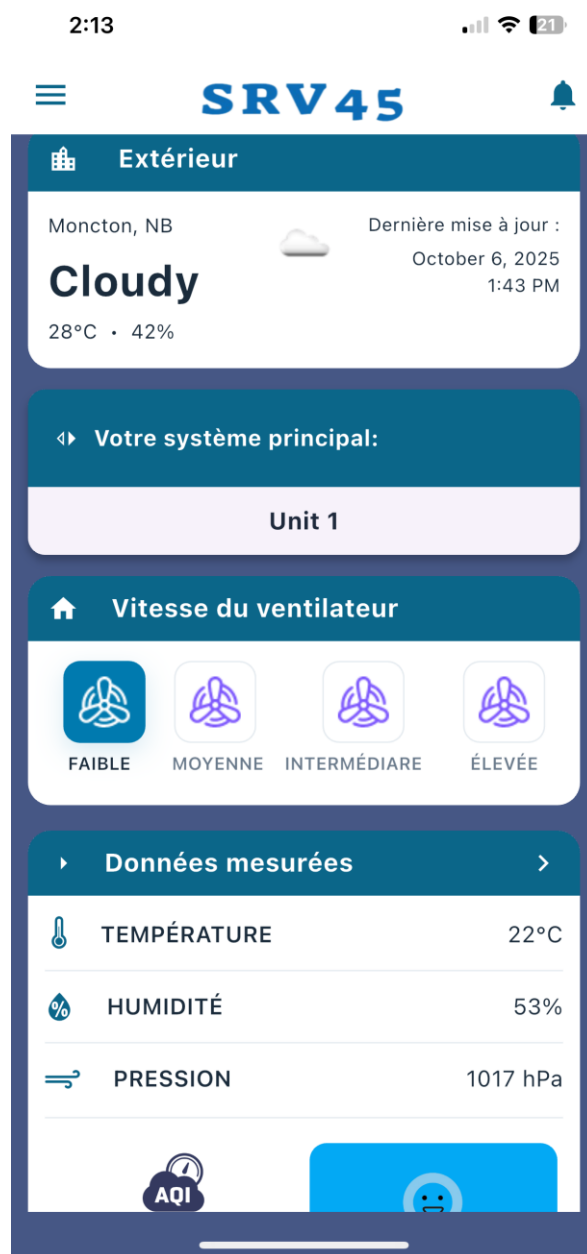 2:13
21
SRV45
Extérieur
Moncton, NB
Dernière mise à jour :
Cloudy
October 6, 2025
1:43 PM
28°C • 42%
Votre système principal:
Unit 1
Vitesse du ventilateur
FAIBLE MOYENNE INTERMÉDIARE ÉLEVÉE
Données mesurées
TEMPÉRATURE 22°C
% HUMIDITÉ 53%
PRESSION 1017 hPa
AQI